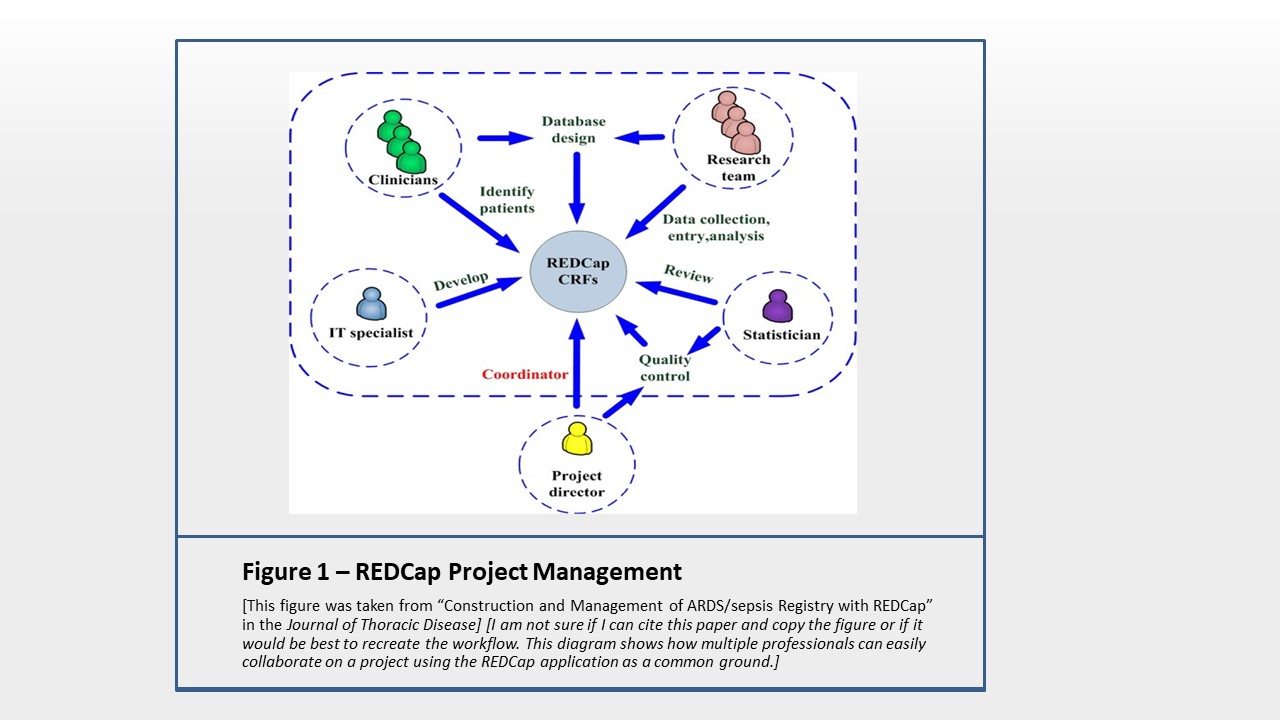 Database
design
Research
team
Clinicians
Identify
patients
Data collection,
entry,analysis
REDCap
CRFs
Develop
Review
IT specialist
Statistician
Quality
control
Coordinator
Project
director
Figure 1 – REDCap Project Management
[This figure was taken from “Construction and Management of ARDS/sepsis Registry with REDCap”
in the Journal of Thoracic Disease] [I am not sure if I can cite this paper and copy the figure or if it
would be best to recreate the workflow. This diagram shows how multiple professionals can easily
collaborate on a project using the REDCap application as a common ground.]